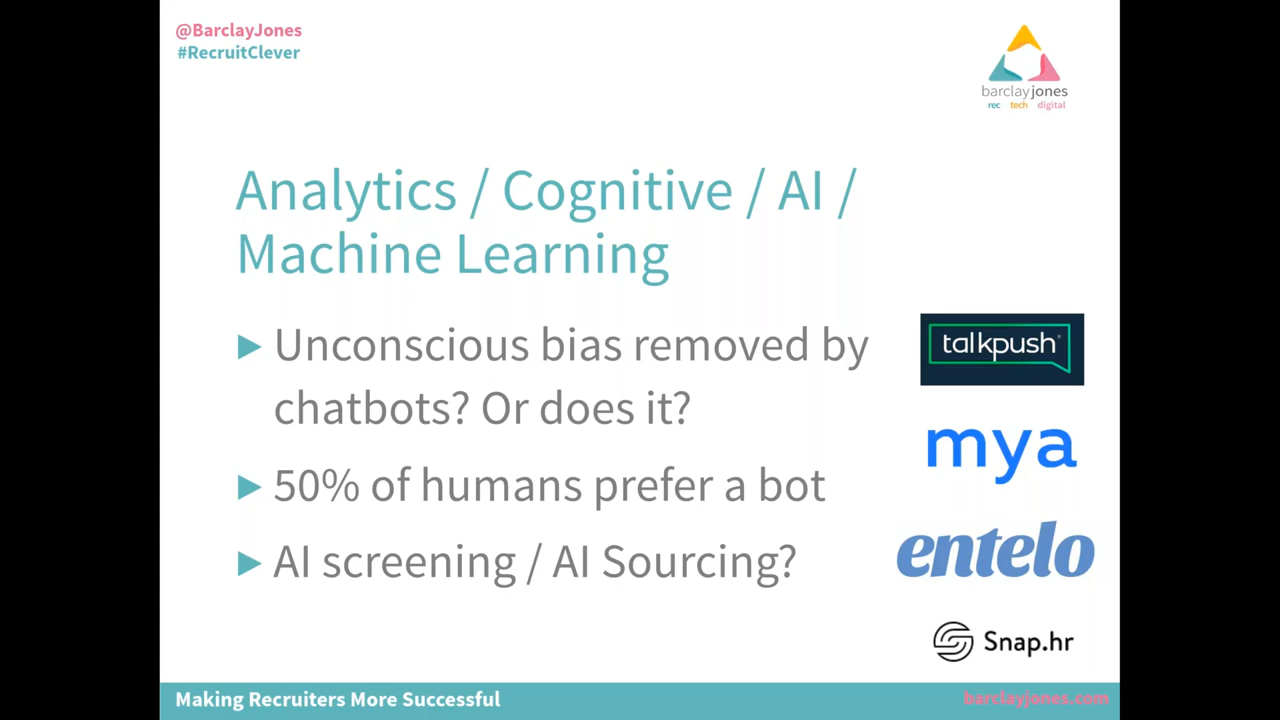 @BarclayJones
#RecruitClever
barclayjones
rec tech digital
Analytics / Cognitive / AI /
Machine Learning
Unconscious bias removed by
chatbots? Or does it?
50% of humans prefer a bot
AI screening / AI Sourcing?
talkpush
mya
entelo
Snap.hr
Making Recruiters More Successful
barclayjones.com